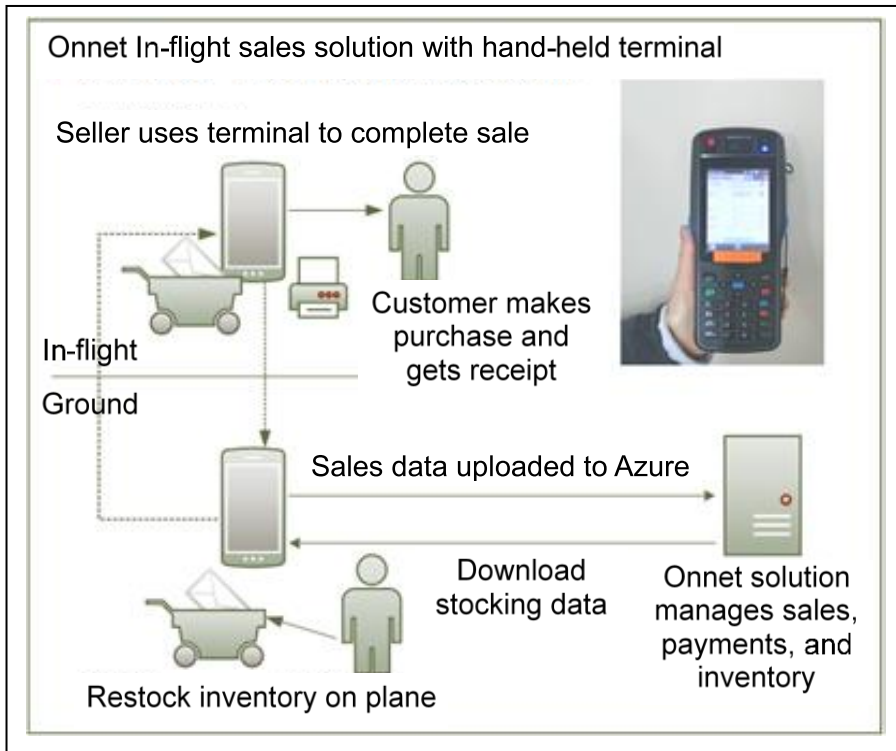 Onnet In-flight sales solution with hand-held terminal
Seller uses terminal to complete sale
Customer makes
purchase and
gets receipt
In-flight
Ground
Sales data uploaded to Azure
Download
stocking data
Onnet solution
manages sales,
payments, and
inventory
Restock inventory on plane